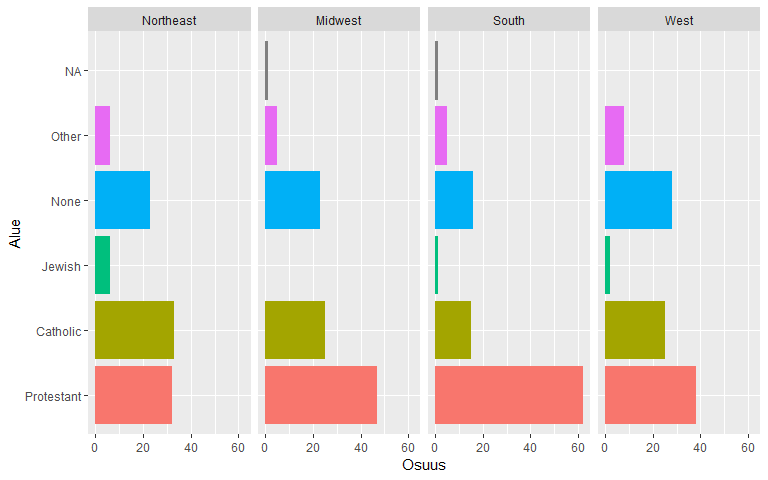 Northeast Midwest South West
NA
Other
None
Jewish
Catholic
Protestant
Alue
0 20 40 60 0 20 40 60 0 20 40 60 0 20 40 60
Osuus